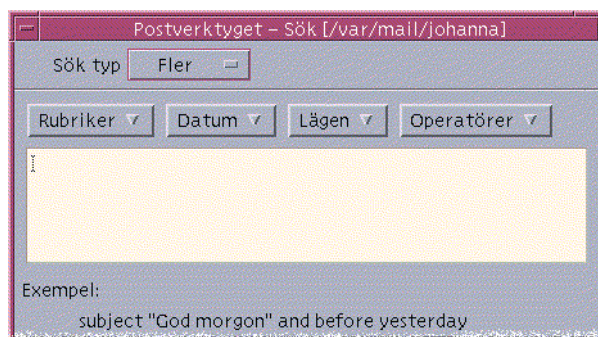 Postverktyget – Sök [/var/mail/johanna]
Sök typ Fler
Rubriker Datum Lägen Operatörer
Exempel:
subject "God morgon" and before yesterday